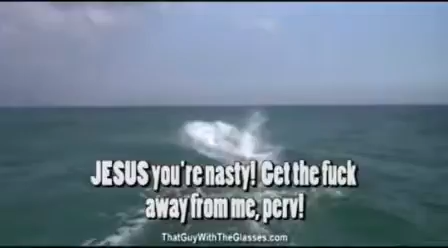 JESUS you're nasty! Get the fuck
away from me, perv!
ThatGuyWithTheGlasses.com